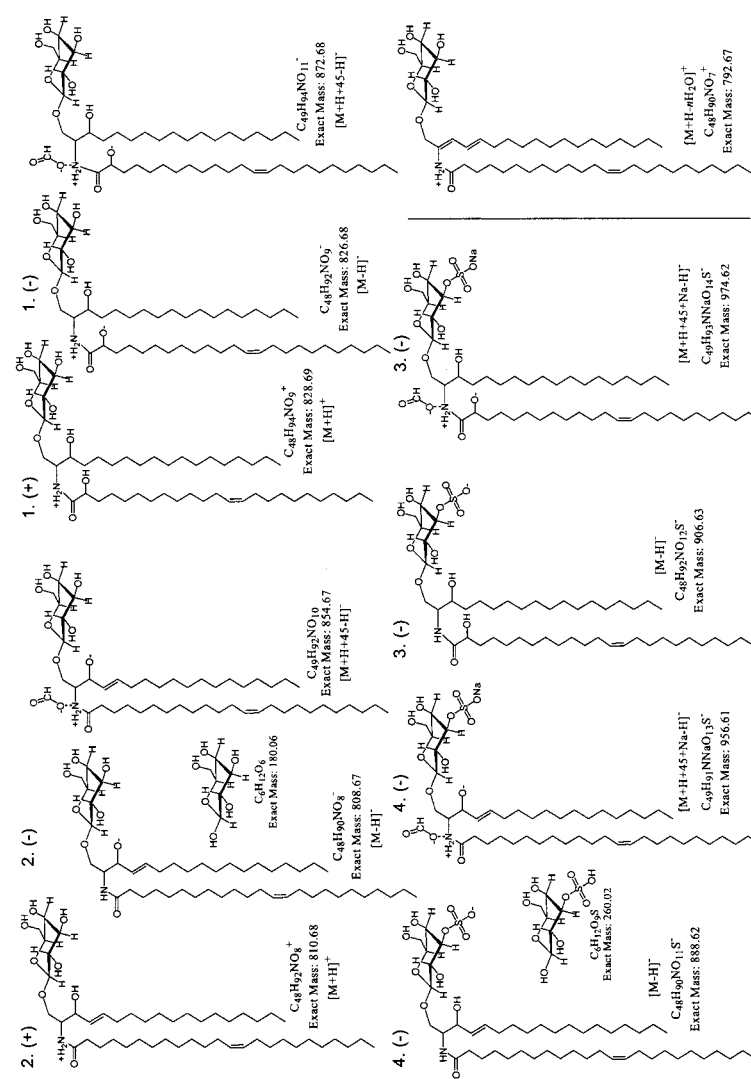 2. (+)
C48H92NO8+
Exact Mass: 810.68
[M+H]+
2. (-)
C6H12O6
Exact Mass: 180.06
C48H90NO8-
Exact Mass: 808.67
[M-H]-
C49H92NO10-
Exact Mass: 854.67
[M+H+45-H]-
1. (+)
C48H94NO9+
Exact Mass: 828.69
[M+H]+
1. (-)
C48H92NO9-
Exact Mass: 826.68
[M-H]-
C49H94NO11-
Exact Mass: 872.68
[M+H+45-H]-
4. (-)
[M-H]-
C48H90NO11S-
Exact Mass: 888.62
C6H12O9S
Exact Mass: 260.02
4. (-)
[M+H+45+Na-H]-
C49H91NNaO13S-
Exact Mass: 956.61
3. (-)
[M-H]-
C48H92NO12S-
Exact Mass: 906.63
3. (-)
[M+H+45+Na-H]-
C49H93NNaO14S-
Exact Mass: 974.62
[M+H-nH2O]+
C48H90NO7+
Exact Mass: 792.67